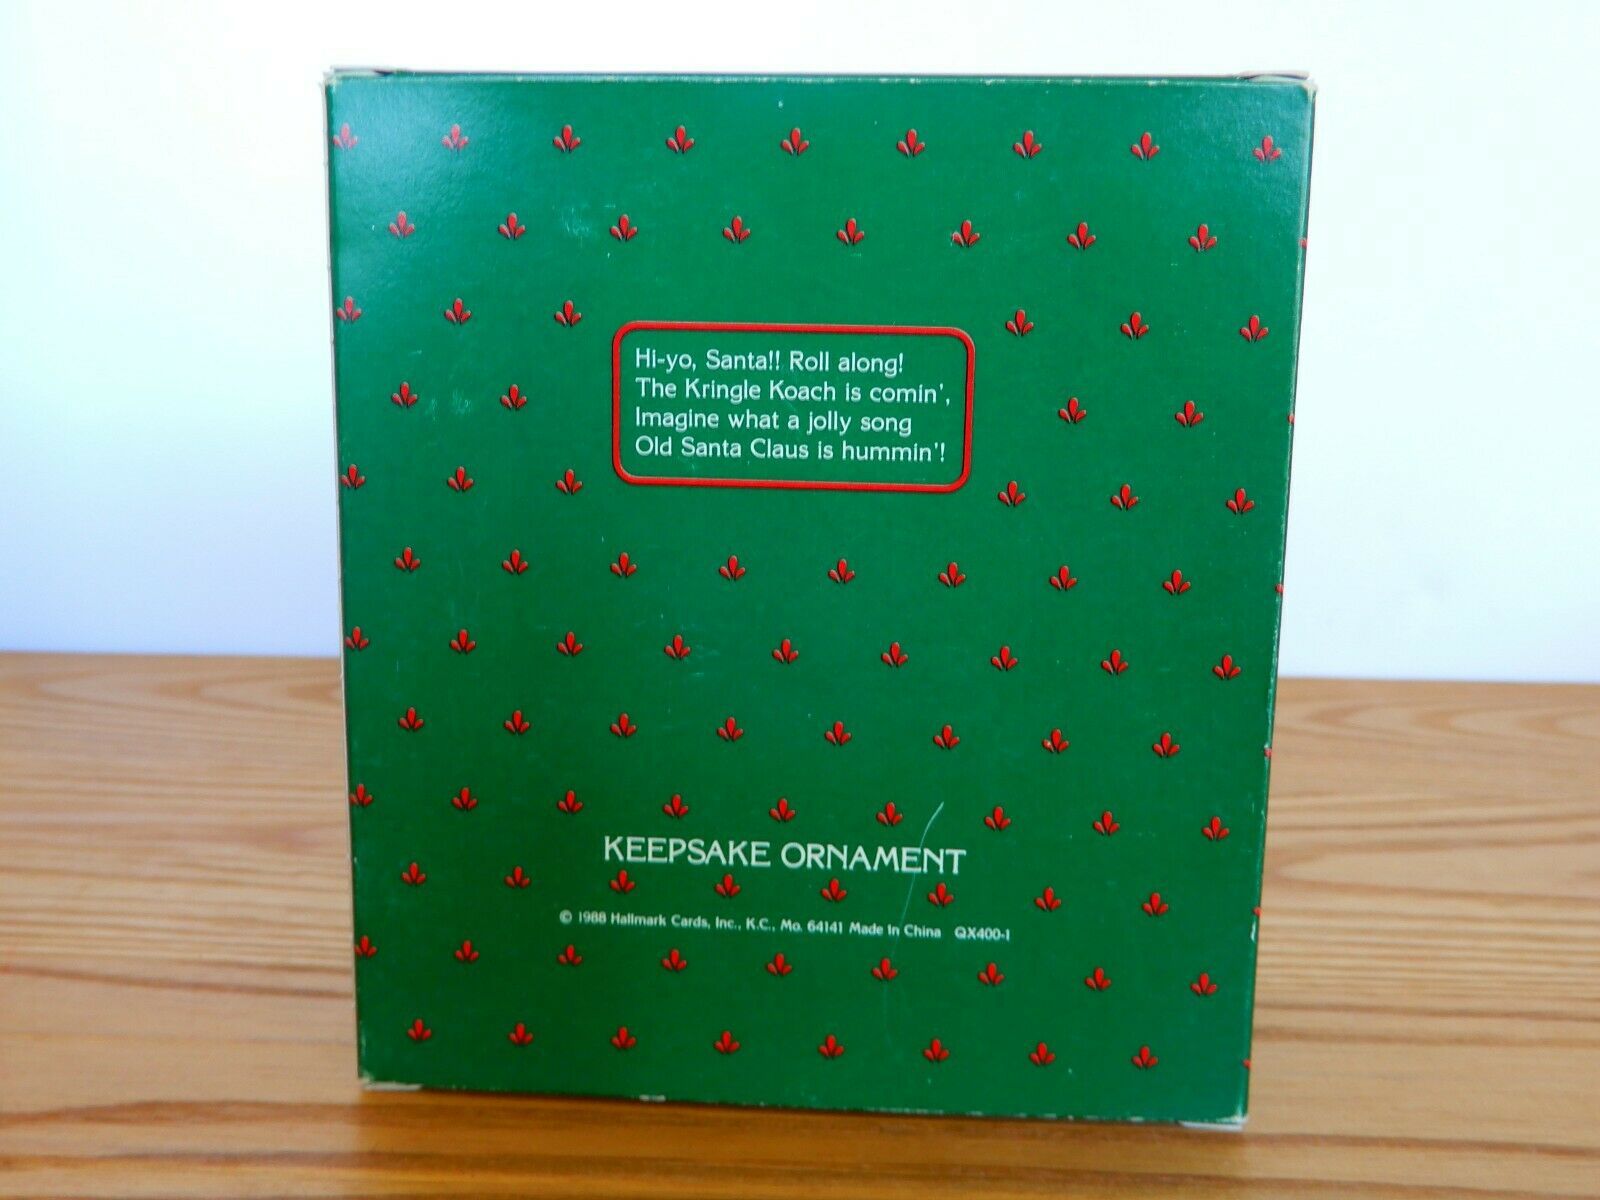 Hi-yo, Santa!! Roll along!
The Kringle Koach is comin',
Imagine what a jolly song
Old Santa Claus is hummin'!
KEEPSAKE ORNAMENT
© 1988 Hallmark Cards, Inc., K.C., Mo. 64141 Made In China QX400-1